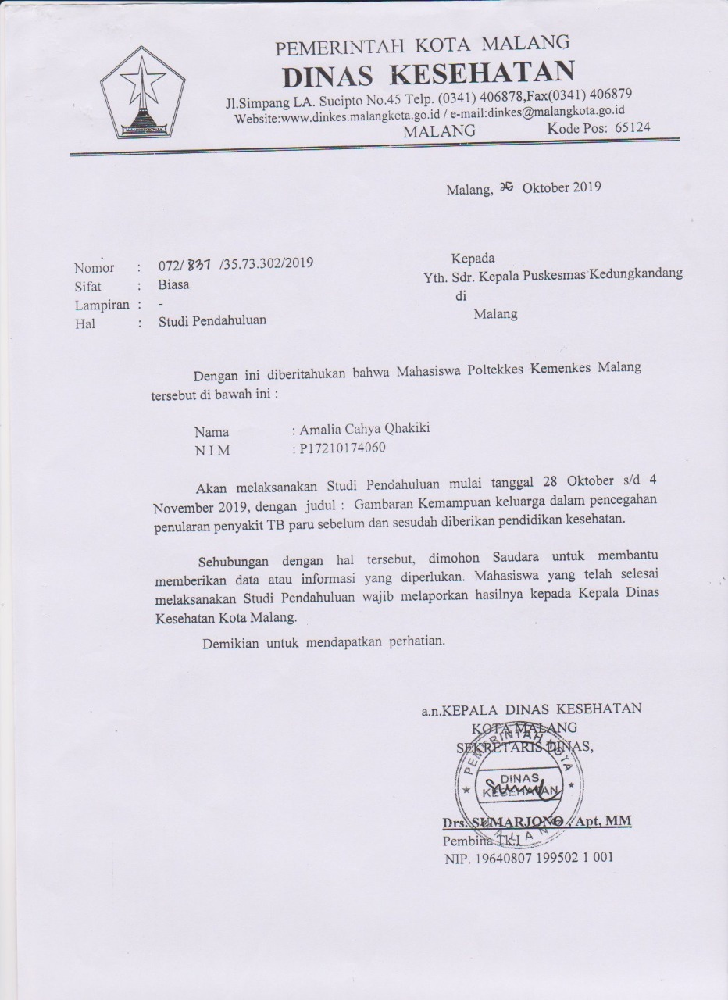 PEMERINTAH KOTA MALANG
DINAS KESEHATAN
Jl.Simpang LA. Sucipto No.45 Telp. (0341) 406878,Fax(0341) 406879
Website:www.dinkes.malangkota.go.id / e-mail:dinkes@malangkota.go.id
MALANG Kode Pos: 65124
Malang, Oktober 2019
Nomor : 072/ 837 /35.73.302/2019
Sifat : Biasa
Lampiran : -
Hal : Studi Pendahuluan
Kepada
Yth. Sdr. Kepala Puskesmas Kedungkandang
di
Malang
Dengan ini diberitahukan bahwa Mahasiswa Poltekkes Kemenkes Malang
tersebut di bawah ini :
Nama : Amalia Cahya Qhakiki
N I M : P17210174060
Akan melaksanakan Studi Pendahuluan mulai tanggal 28 Oktober s/d 4
November 2019, dengan judul : Gambaran Kemampuan keluarga dalam pencegahan
penularan penyakit TB paru sebelum dan sesudah diberikan pendidikan kesehatan.
Sehubungan dengan hal tersebut, dimohon Saudara untuk membantu
memberikan data atau informasi yang diperlukan. Mahasiswa yang telah selesai
melaksanakan Studi Pendahuluan wajib melaporkan hasilnya kepada Kepala Dinas
Kesehatan Kota Malang.
Demikian untuk mendapatkan perhatian.
a.n.KEPALA DINAS KESEHATAN
KOTA MALANG
SEKRETARIS DINAS,
PEMERINTAH KOTA
DINAS
KESEHATAN
MALANG
Drs. SUMARJONO , Apt, MM
Pembina Tk.I
NIP. 19640807 199502 1 001